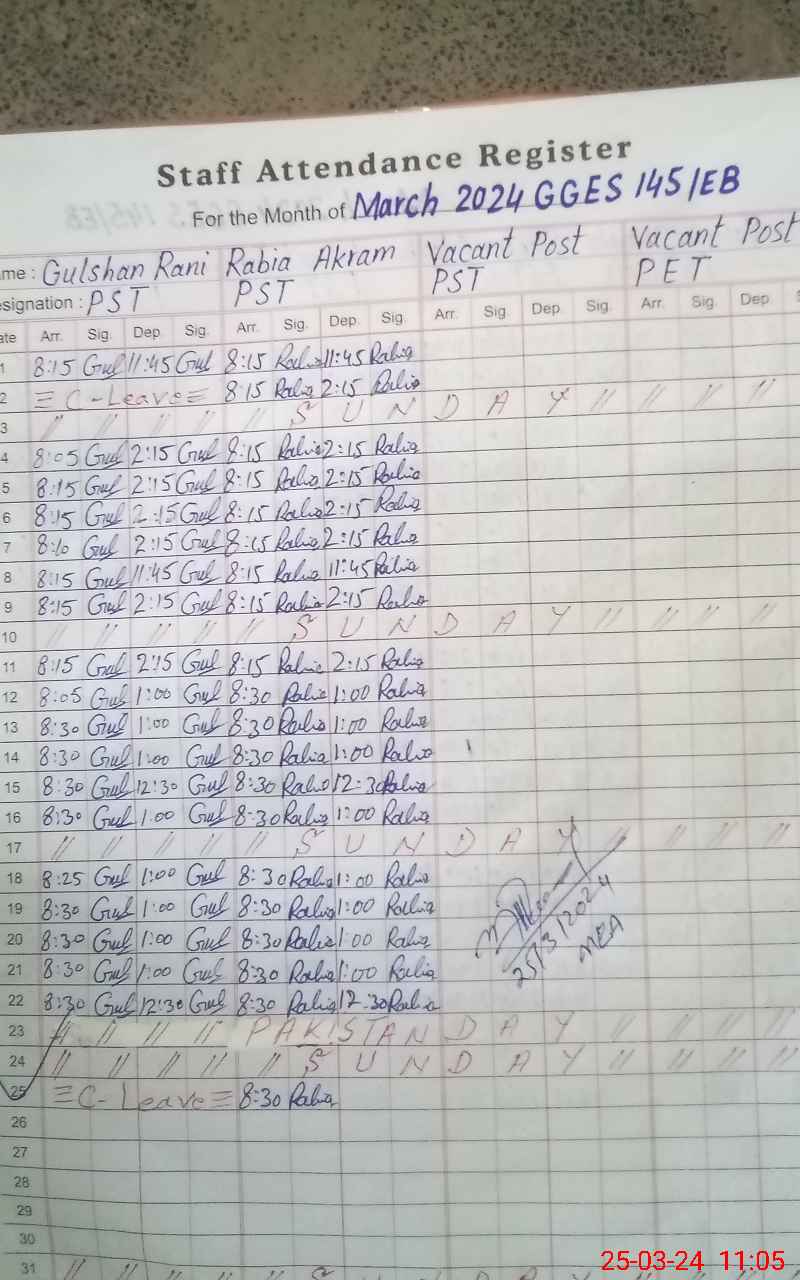 Staff Attendance Register
For the Month of March 2024 GGES 145/EB
me : Gulshan Rani Rabia Akram Vacant Post Vacant Post
esignation : PST PST PST PET
ate Arr. Sig. Dep. Sig. Arr. Sig. Dep. Sig. Arr. Sig Dep. Sig. Arr. Sig. Dep
1 8:15 Gul 11:45 Gul 8:15 Rabia 11:45 Rabia
2 C-Leave 8:15 Rabia 2:15 Rabia
3 // // // // // S U N D A Y // // // //
4 8:05 Gul 2:15 Gul 8:15 Rabia 2:15 Rabia
5 8:15 Gul 2:15 Gul 8:15 Rabia 2:15 Rabia
6 8:15 Gul 2:15 Gul 8:15 Rabia 2:15 Rabia
7 8:10 Gul 2:15 Gul 8:15 Rabia 2:15 Rabia
8 8:15 Gul 11:45 Gul 8:15 Rabia 11:45 Rabia
9 8:15 Gul 2:15 Gul 8:15 Rabia 2:15 Rabia
10 // // // // // S U N D A Y // // // //
11 8:15 Gul 2:15 Gul 8:15 Rabia 2:15 Rabia
12 8:05 Gul 1:00 Gul 8:30 Rabia 1:00 Rabia
13 8:30 Gul 1:00 Gul 8:30 Rabia 1:00 Rabia
14 8:30 Gul 1:00 Gul 8:30 Rabia 1:00 Rabia
15 8:30 Gul 12:30 Gul 8:30 Rabia 12:30 Rabia
16 8:30 Gul 1:00 Gul 8:30 Rabia 1:00 Rabia
17 // // // // // S U N D A Y // // // //
18 8:25 Gul 1:00 Gul 8:30 Rabia 1:00 Rabia
19 8:30 Gul 1:00 Gul 8:30 Rabia 1:00 Rabia
20 8:30 Gul 1:00 Gul 8:30 Rabia 1:00 Rabia
21 8:30 Gul 1:00 Gul 8:30 Rabia 1:00 Rabia
25/3/2024
MEA
22 8:30 Gul 12:30 Gul 8:30 Rabia 12:30 Rabia
23 // // // // PAKISTAN D A Y // // // //
24 // // // // // S U N D A Y // // // //
25 C-Leave 8:30 Rabia
26
27
28
29
30
31 // // // // // S
25-03-24 11:05